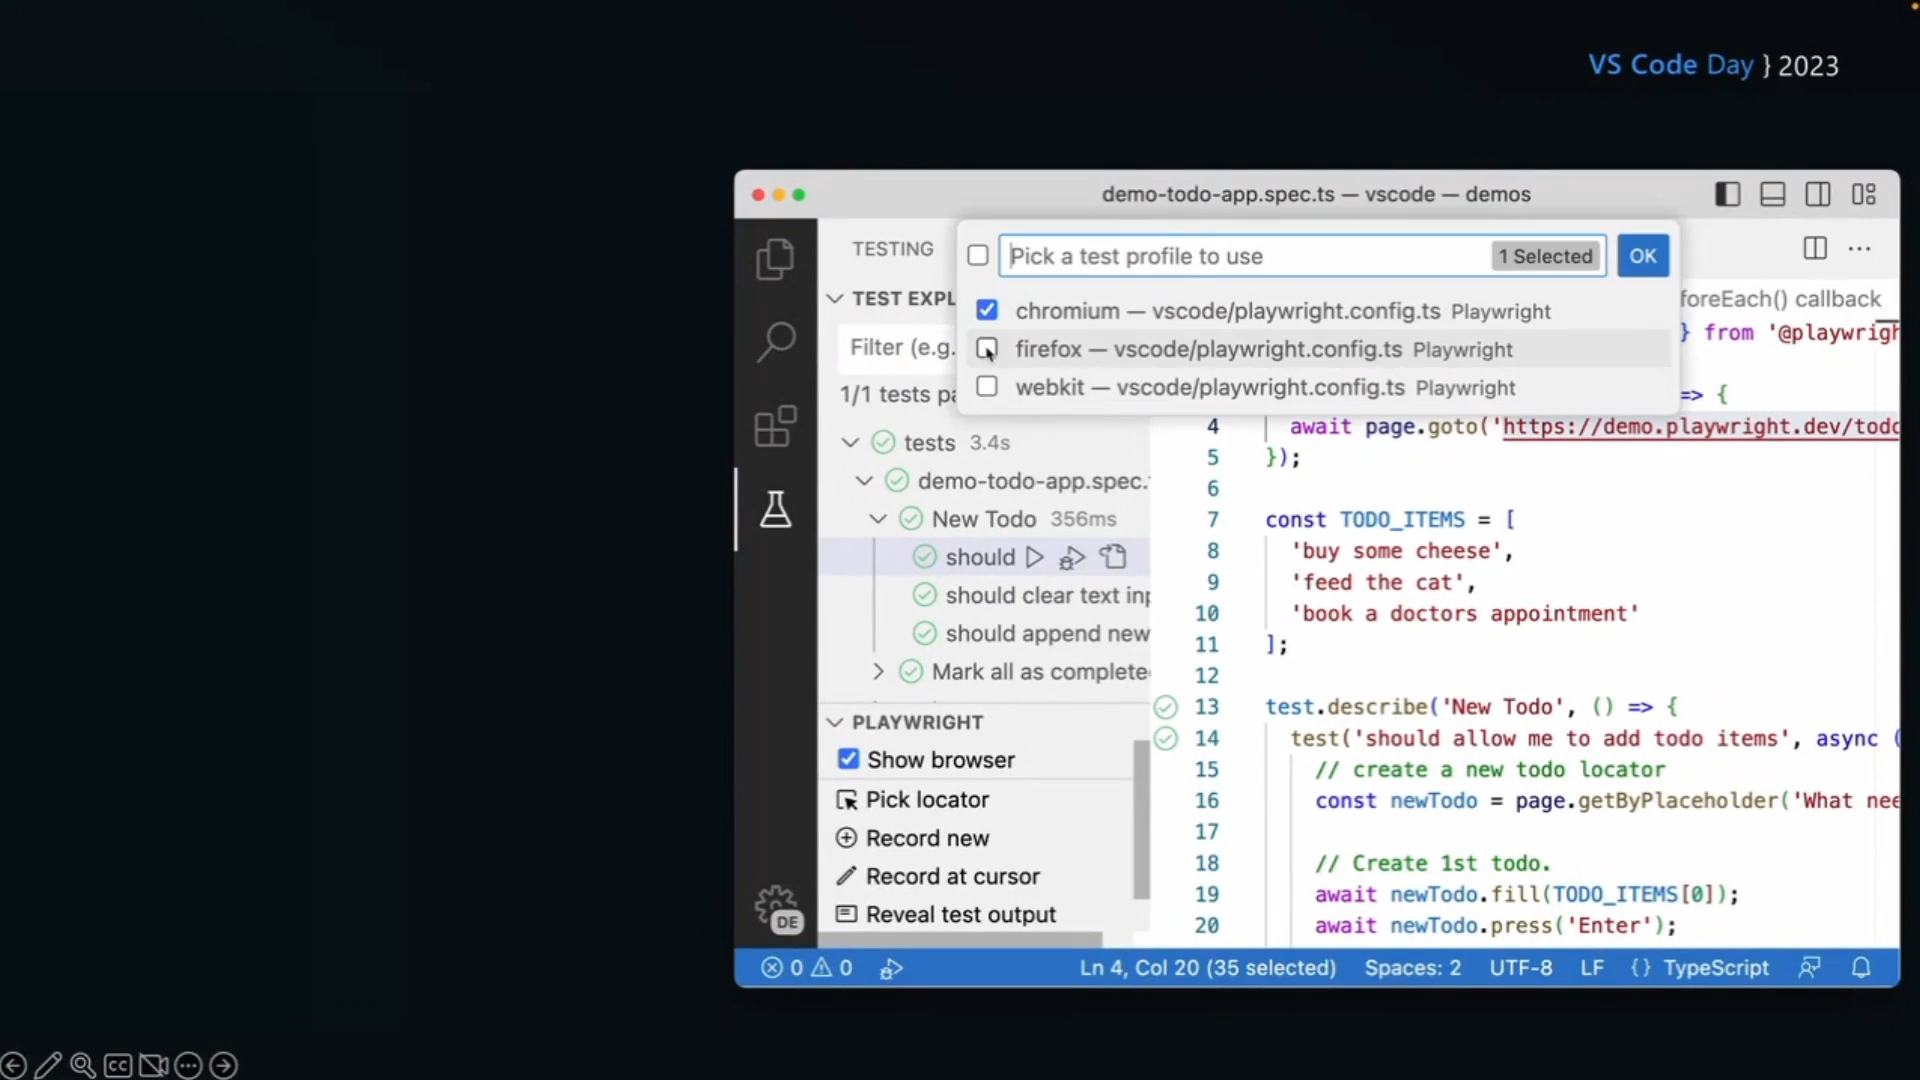 VS Code Day } 2023
demo-todo-app.spec.ts — vscode — demos
TESTING
Pick a test profile to use
1 Selected
OK
TEST EXPL
chromium — vscode/playwright.config.ts Playwright
foreEach() callback
Filter (e.g.
firefox — vscode/playwright.config.ts Playwright
} from '@playwrigh
1/1 tests pa
webkit — vscode/playwright.config.ts Playwright
=> {
tests 3.4s
demo-todo-app.spec.
New Todo 356ms
should
should clear text inp
should append new
Mark all as complete
PLAYWRIGHT
Show browser
Pick locator
Record new
Record at cursor
Reveal test output
4 await page.goto('https://demo.playwright.dev/todo
5 });
6
7 const TODO_ITEMS = [
8 'buy some cheese',
9 'feed the cat',
10 'book a doctors appointment'
11 ];
12
13 test.describe('New Todo', () => {
14 test('should allow me to add todo items', async (
15 // create a new todo locator
16 const newTodo = page.getByPlaceholder('What nee
17
18 // Create 1st todo.
19 await newTodo.fill(TODO_ITEMS[0]);
20 await newTodo.press('Enter');
DE
0 0
Ln 4, Col 20 (35 selected) Spaces: 2 UTF-8 LF {} TypeScript
CC